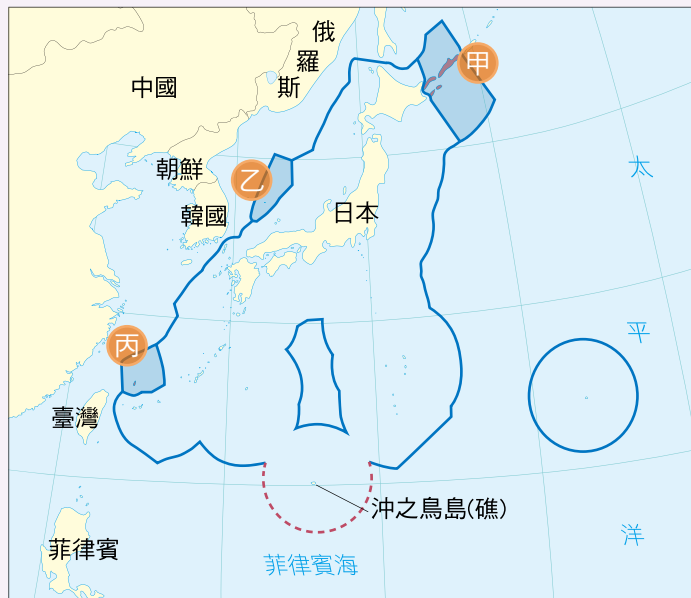 俄
羅
斯
中國
甲
朝鮮
乙
太
韓國
日本
平
丙
臺灣
沖之鳥島(礁)
洋
菲律賓
菲律賓海